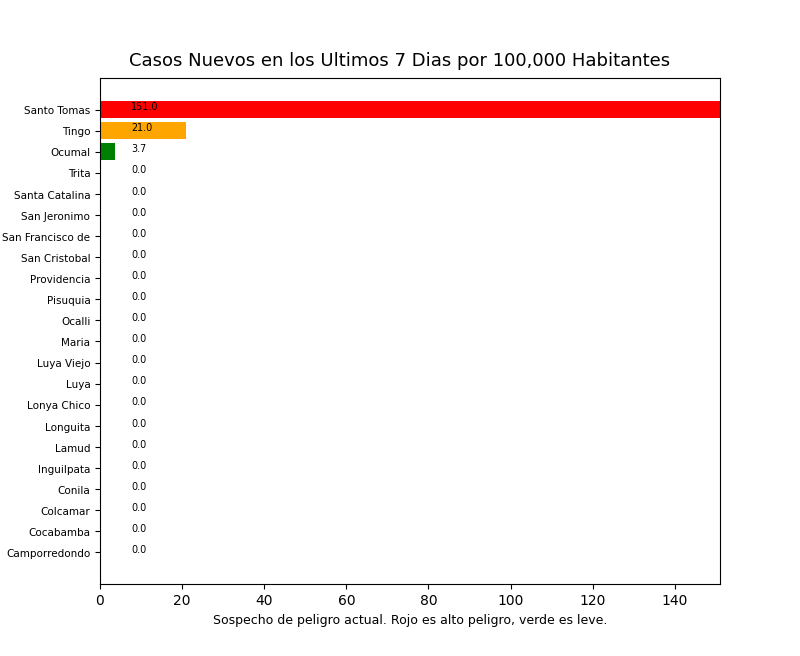 Casos Nuevos en los Ultimos 7 Dias por 100,000 Habitantes
Santo Tomas 151.0
Tingo 21.0
Ocumal 3.7
Trita 0.0
Santa Catalina 0.0
San Jeronimo 0.0
San Francisco de 0.0
San Cristobal 0.0
Providencia 0.0
Pisuquia 0.0
Ocalli 0.0
Maria 0.0
Luya Viejo 0.0
Luya 0.0
Lonya Chico 0.0
Longuita 0.0
Lamud 0.0
Inguilpata 0.0
Conila 0.0
Colcamar 0.0
Cocabamba 0.0
Camporredondo 0.0
0 20 40 60 80 100 120 140
Sospecho de peligro actual. Rojo es alto peligro, verde es leve.